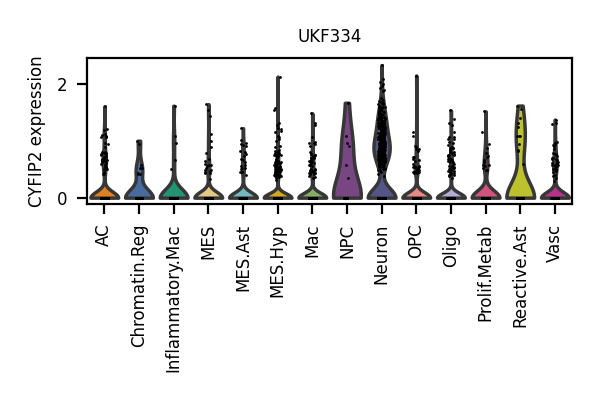 UKF334
CYFIP2 expression
2
0
AC
Chromatin.Reg
Inflammatory.Mac
MES
MES.Ast
MES.Hyp
Mac
NPC
Neuron
OPC
Oligo
Prolif.Metab
Reactive.Ast
Vasc